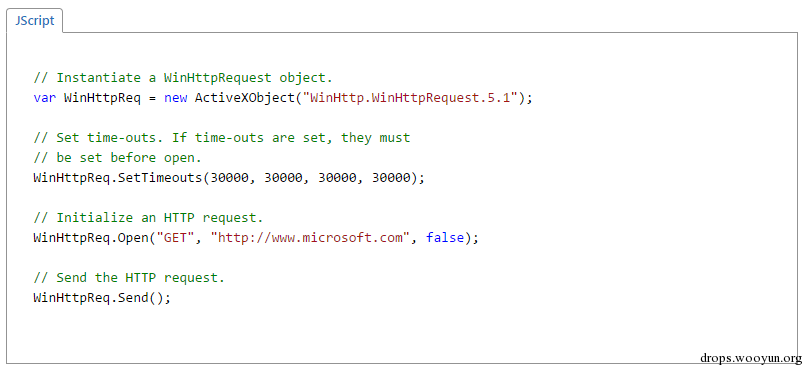 JScript
// Instantiate a WinHttpRequest object.
var WinHttpReq = new ActiveXObject("WinHttp.WinHttpRequest.5.1");
// Set time-outs. If time-outs are set, they must
// be set before open.
WinHttpReq.SetTimeouts(30000, 30000, 30000, 30000);
// Initialize an HTTP request.
WinHttpReq.Open("GET", "http://www.microsoft.com", false);
// Send the HTTP request.
WinHttpReq.Send();
drops.wooyun.org